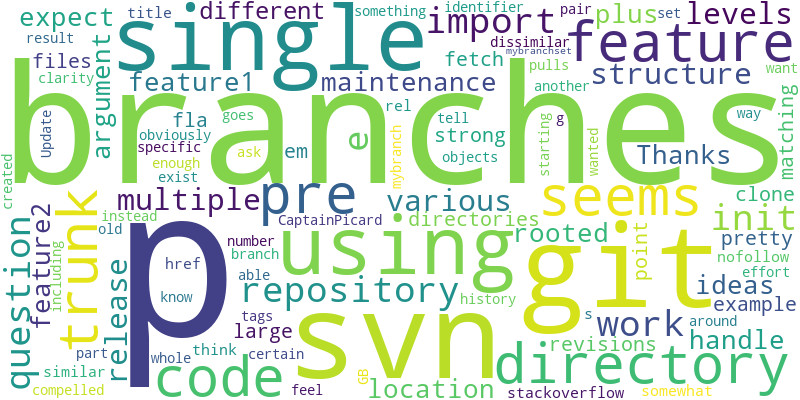 expect title different something identifier pair set import plus levels
result single dissimilar mybranchset feature
files fetch pulls another want
clarity feature1 maintenance structure
argument branches matching
Update fla e rel tell strong starting g wanted way
obviously goes
specific em ask objects mybranch Thanks
enough exist
created pre seems clone
multiple various init
instead CaptainPicard directories rooted
question feature2 trunk old p using git point pretty
including number branch nofollow
release href able ideas effort
know repository history example
tags svn work around
part large s handle
similar whole think certain code revisions
compelled feel GB location directory stackoverflow somewhat